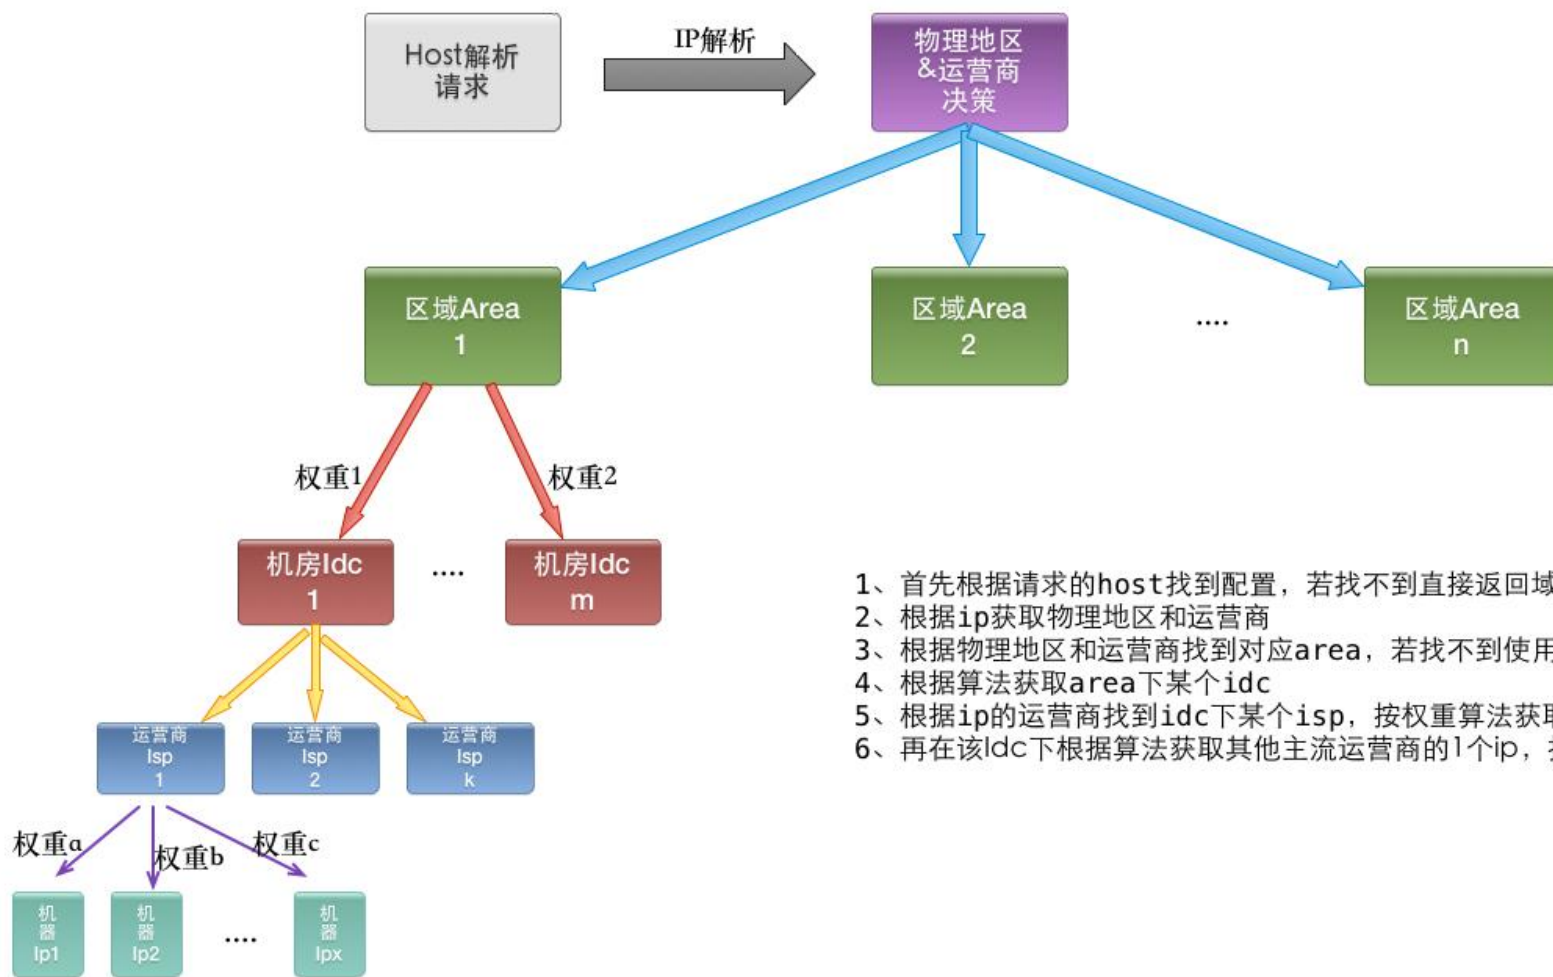 Host解析
请求
IP解析
物理地区
&运营商
决策
区域Area
1
区域Area
2
....
区域Area
n
权重1
权重2
机房Idc
1
....
机房Idc
m
1、首先根据请求的host找到配置，若找不到直接返回域
2、根据ip获取物理地区和运营商
3、根据物理地区和运营商找到对应area，若找不到使用
4、根据算法获取area下某个idc
5、根据ip的运营商找到idc下某个isp，按权重算法获取
6、再在该Idc下根据算法获取其他主流运营商的1个ip，
运营商
Isp
1
运营商
Isp
2
运营商
Isp
k
权重a
权重b
权重c
机
器
Ip1
机
器
Ip2
....
机
器
Ipx